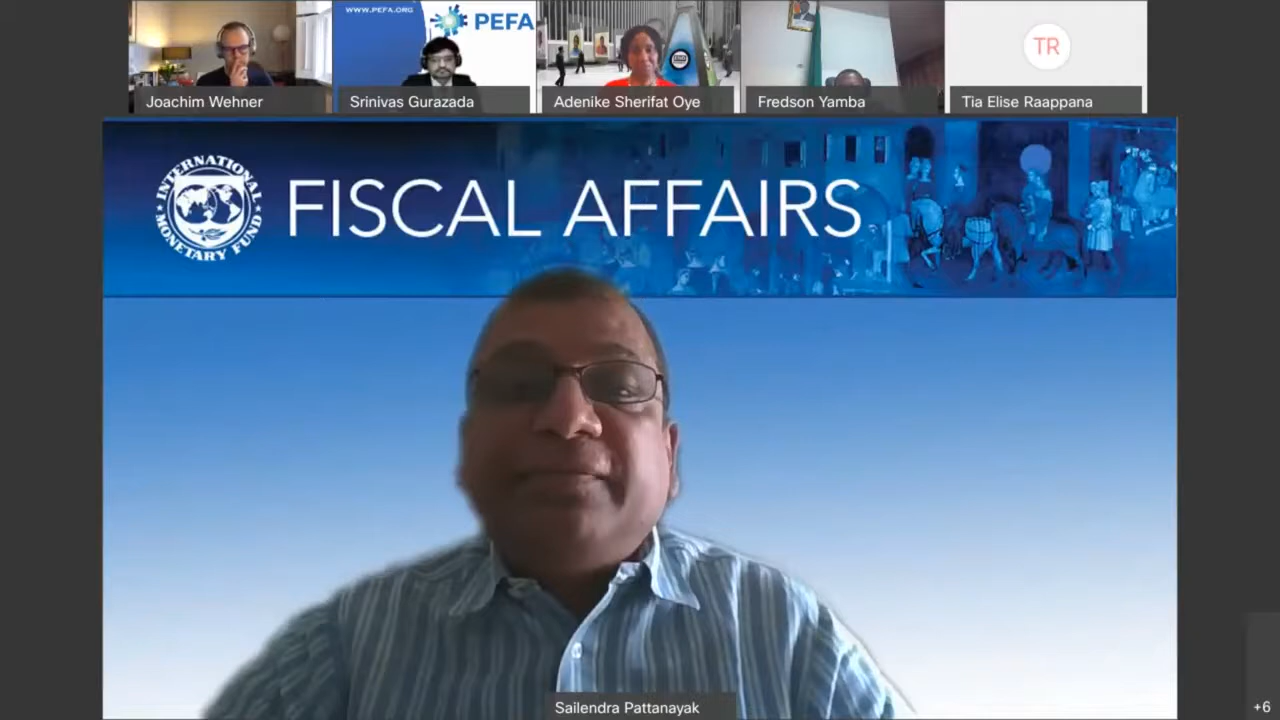 WWW.PEFA.ORG
PEFA
Joachim Wehner
Srinivas Gurazada
Adenike Sherifat Oye
Fredson Yamba
TR
Tia Elise Raappana
INTERNATIONAL MONETARY FUND
FISCAL AFFAIRS
Sailendra Pattanayak
+6